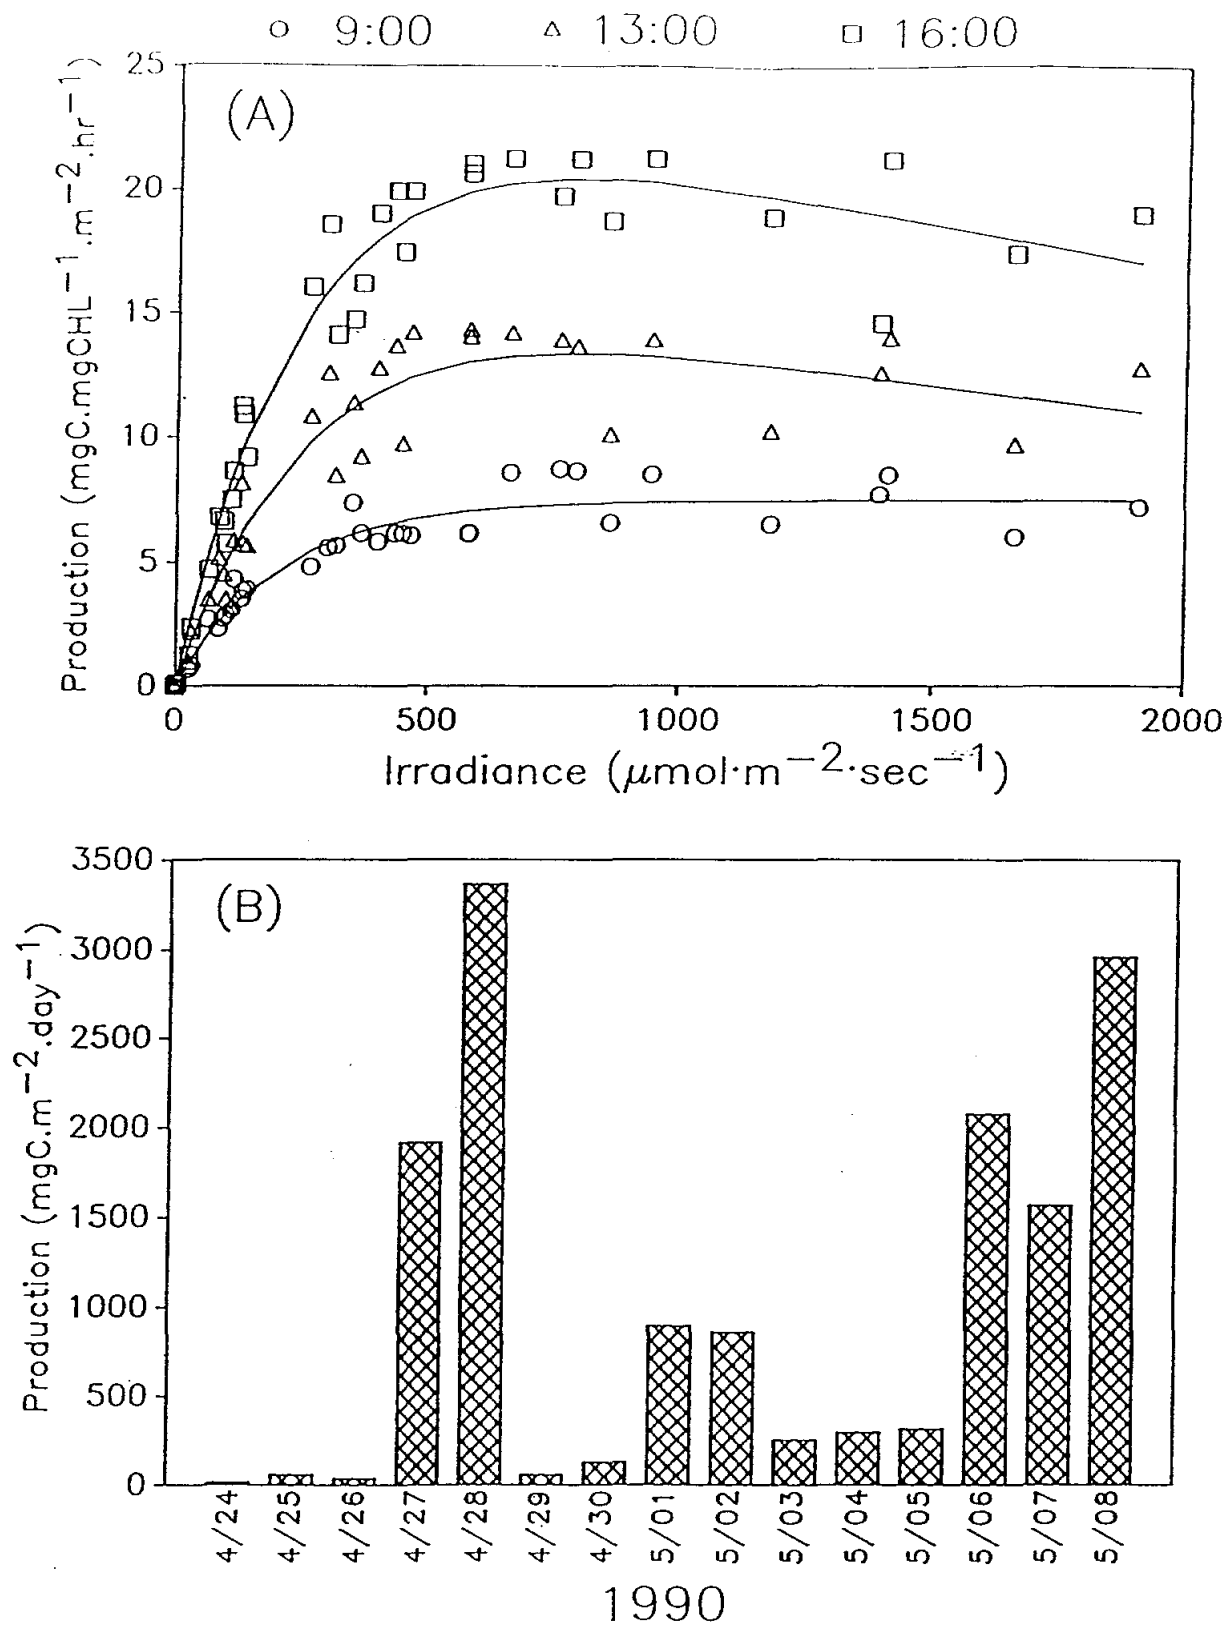 ○ 9:00 △ 13:00 □ 16:00
(A)
Production (mgC.mgCHL−1.m−2.hr−1)
25
20
15
10
5
0
0 500 1000 1500 2000
Irradiance (μmol·m−2·sec−1)
(B)
Production (mgC.m−2.day−1)
3500
3000
2500
2000
1500
1000
500
0
4/24 4/25 4/26 4/27 4/28 4/29 4/30 5/01 5/02 5/03 5/04 5/05 5/06 5/07 5/08
1990